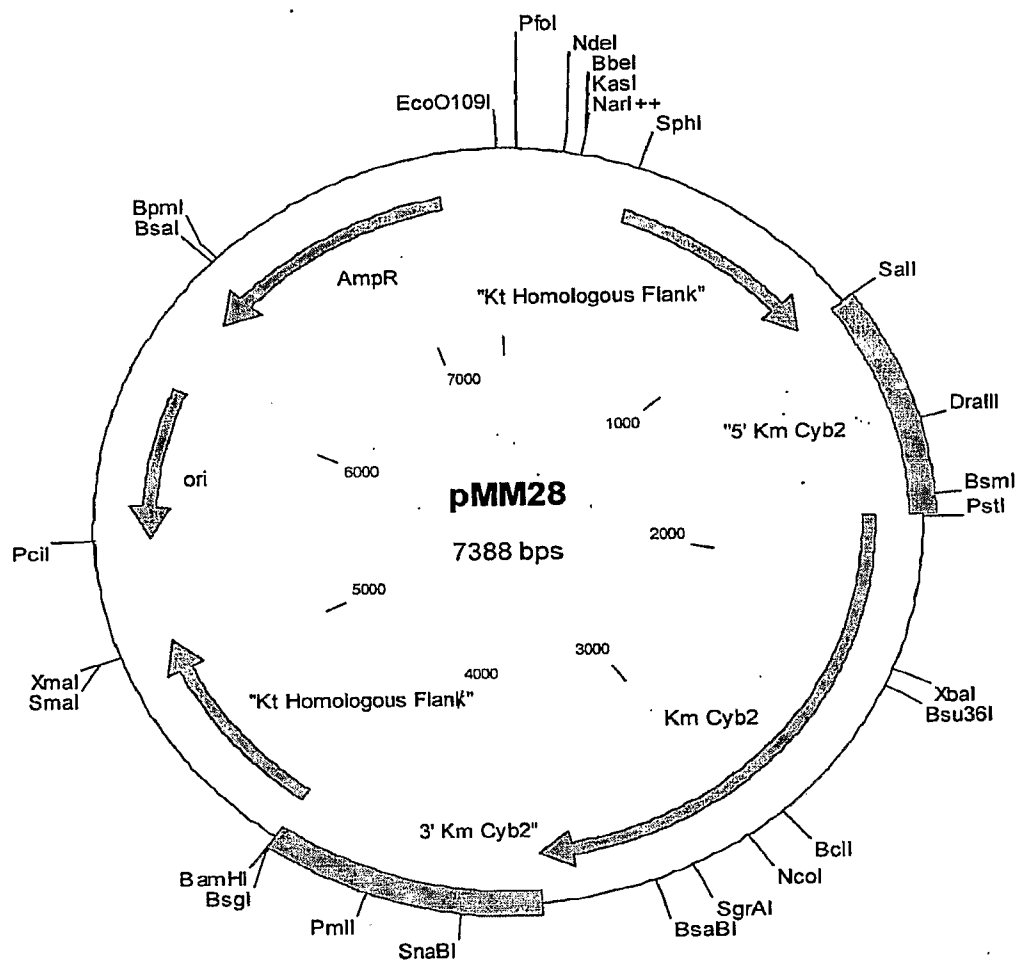 PfoI
NdeI
BbeI
KasI
NarI ++
SphI
EcoO109I
BpmI
BsaI
AmpR
"Kt Homologous Flank"
SalI
7000
1000
DraIII
"5' Km Cyb2
ori
6000
pMM28
BsmI
PstI
2000
PciI
7388 bps
5000
3000
4000
XmaI
SmaI
"Kt Homologous Flank"
XbaI
Bsu36I
Km Cyb2
3' Km Cyb2"
BclI
NcoI
BamHI
BsgI
SgrAI
BsaBI
PmlI
SnaBI